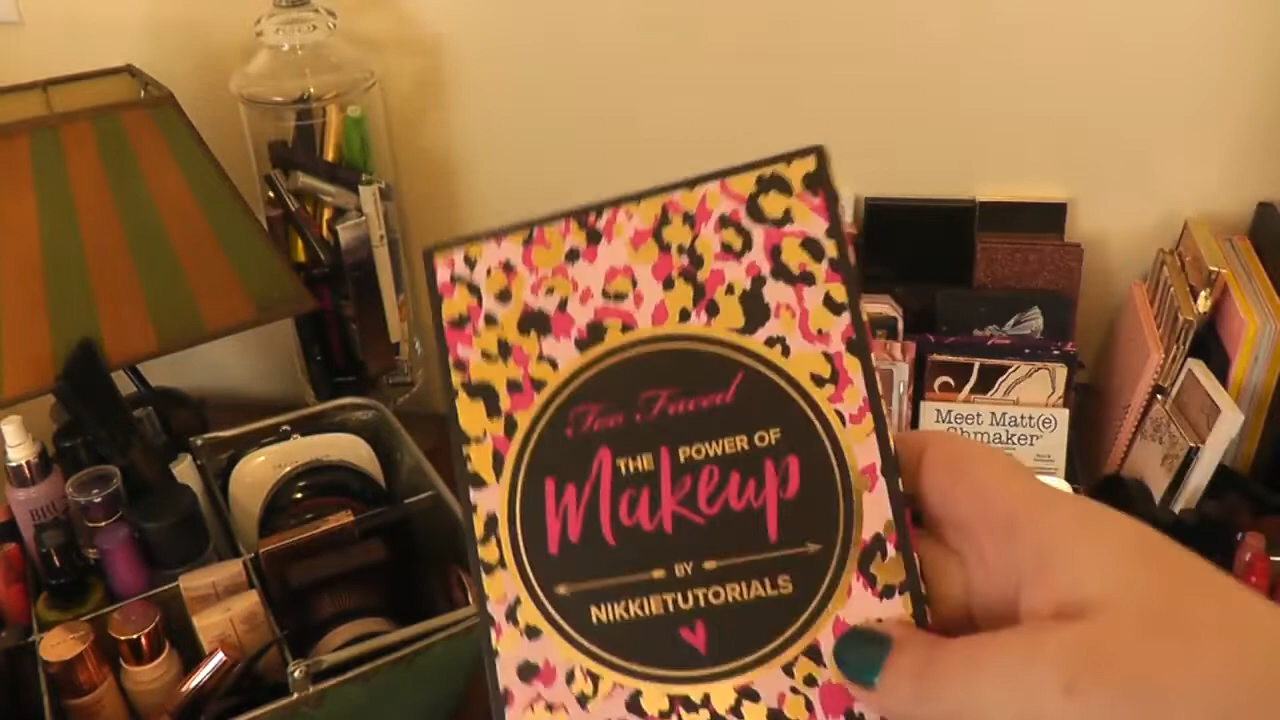 Too Faced
THE POWER OF
Makeup
BY
NIKKIETUTORIALS
Meet Matt(e)
Shmaker